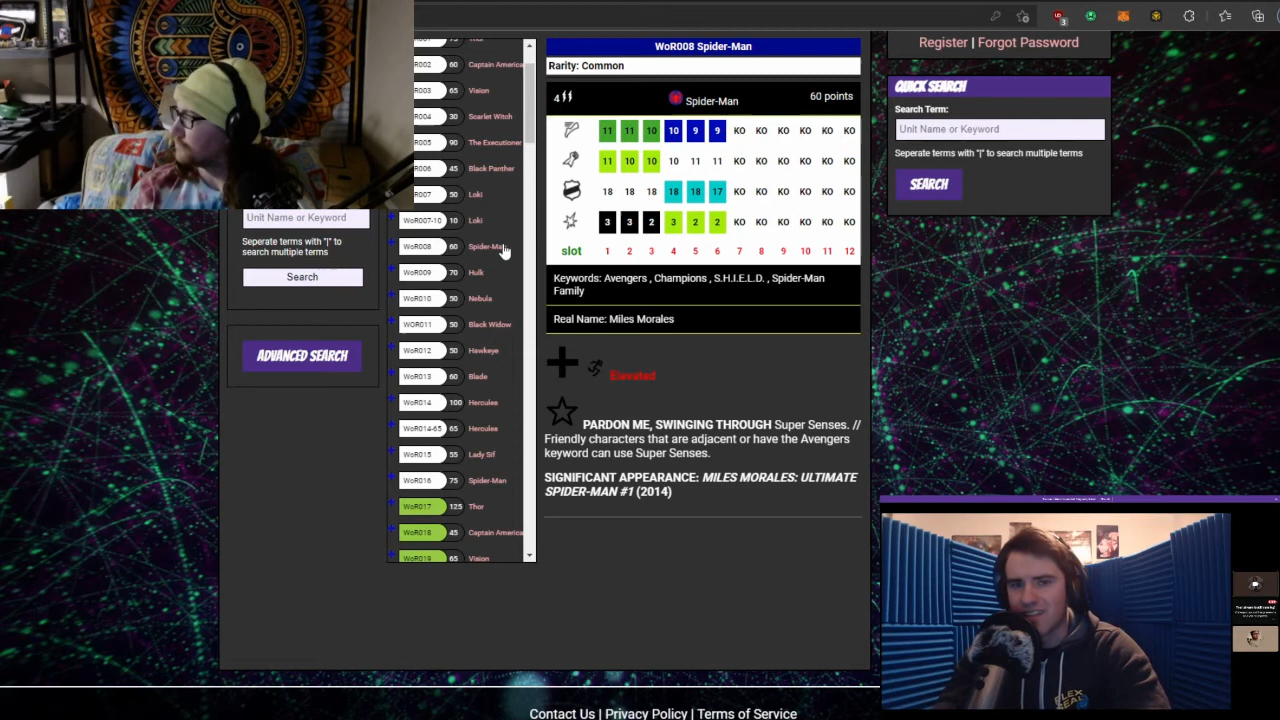 Register | Forgot Password
QUICK SEARCH
Search Term:
Unit Name or Keyword
Seperate terms with "|" to search multiple terms
SEARCH
Unit Name or Keyword
Seperate terms with "|" to
search multiple terms
Search
ADVANCED SEARCH
R002 60 Captain America
R003 65 Vision
R004 30 Scarlet Witch
R005 90 The Executioner
R006 45 Black Panther
R007 50 Loki
WoR007-10 10 Loki
WoR008 60 Spider-Man
WoR009 70 Hulk
WoR010 50 Nebula
WOR011 50 Black Widow
WoR012 50 Hawkeye
WoR013 60 Blade
WoR014 100 Hercules
WoR014-65 65 Hercules
WoR015 55 Lady Sif
WoR016 75 Spider-Man
WoR017 125 Thor
WoR018 45 Captain America
WoR019 65 Vision
WoR008 Spider-Man
Rarity: Common
4 Spider-Man 60 points
11 11 10 10 9 9 KO KO KO KO KO KO
11 10 10 10 11 11 KO KO KO KO KO KO
18 18 18 18 18 17 KO KO KO KO KO KO
3 3 2 3 2 2 KO KO KO KO KO KO
slot 1 2 3 4 5 6 7 8 9 10 11 12
Keywords: Avengers , Champions , S.H.I.E.L.D. , Spider-Man
Family
Real Name: Miles Morales
Elevated
PARDON ME, SWINGING THROUGH Super Senses. //
Friendly characters that are adjacent or have the Avengers
keyword can use Super Senses.
SIGNIFICANT APPEARANCE: MILES MORALES: ULTIMATE
SPIDER-MAN #1 (2014)
Contact Us | Privacy Policy | Terms of Service